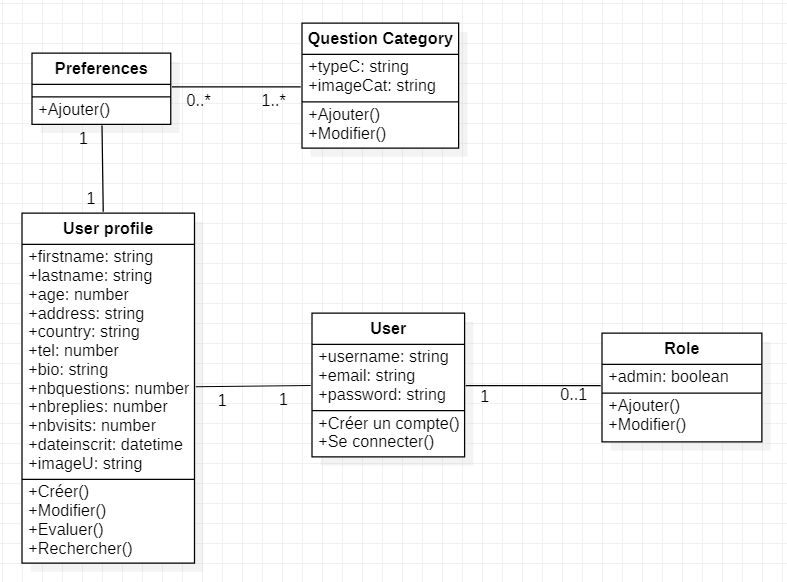 Preferences
+Ajouter()
0..*
1..*
Question Category
+typeC: string
+imageCat: string
+Ajouter()
+Modifier()
1
1
User profile
+firstname: string
+lastname: string
+age: number
+address: string
+country: string
+tel: number
+bio: string
+nbquestions: number
+nbreplies: number
+nbvisits: number
+dateinscrit: datetime
+imageU: string
+Créer()
+Modifier()
+Evaluer()
+Rechercher()
1
1
User
+username: string
+email: string
+password: string
+Créer un compte()
+Se connecter()
1
0..1
Role
+admin: boolean
+Ajouter()
+Modifier()